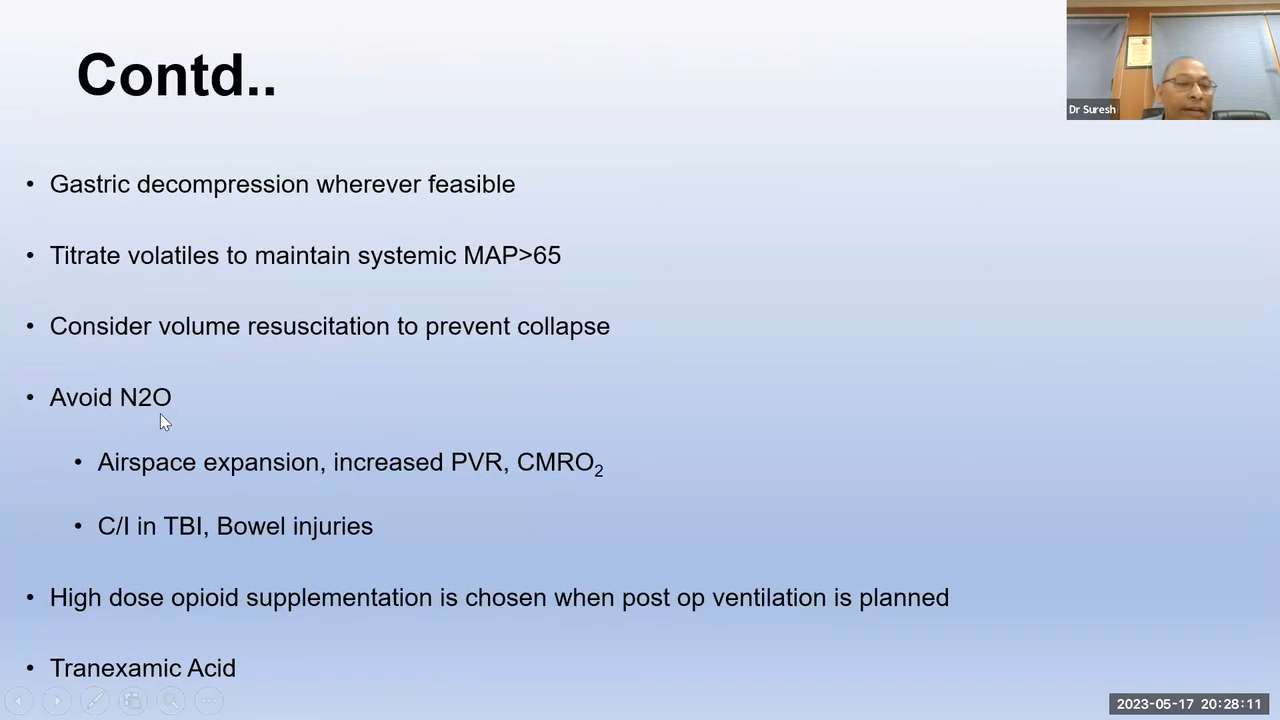 Contd..
Dr Suresh
• Gastric decompression wherever feasible
• Titrate volatiles to maintain systemic MAP>65
• Consider volume resuscitation to prevent collapse
• Avoid N2O
• Airspace expansion, increased PVR, CMRO₂
• C/I in TBI, Bowel injuries
• High dose opioid supplementation is chosen when post op ventilation is planned
• Tranexamic Acid
2023-05-17 20:28:11